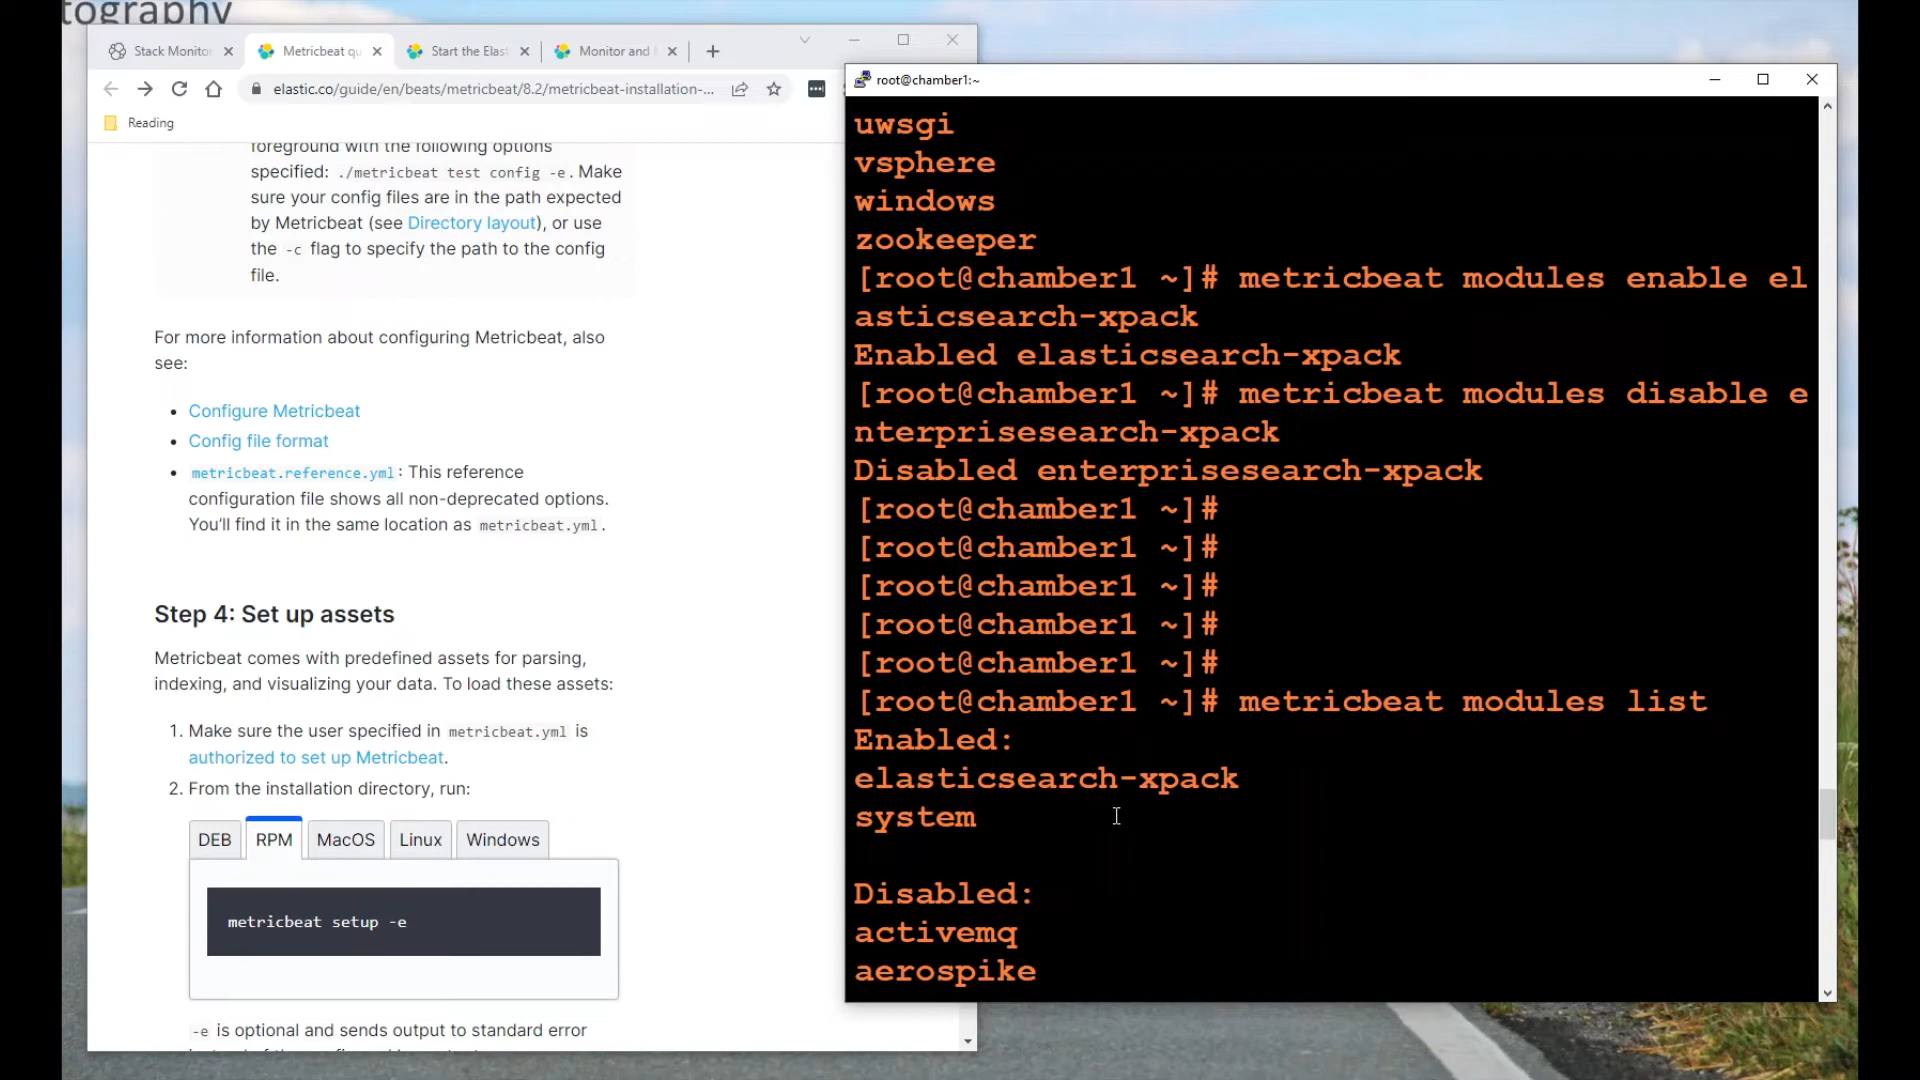 tography
Stack Monitor
Metricbeat qu
Start the Elas
Monitor and
elastic.co/guide/en/beats/metricbeat/8.2/metricbeat-installation-...
Reading
foreground with the following options
specified: ./metricbeat test config -e. Make
sure your config files are in the path expected
by Metricbeat (see Directory layout), or use
the -c flag to specify the path to the config
file.
For more information about configuring Metricbeat, also
see:
• Configure Metricbeat
• Config file format
• metricbeat.reference.yml: This reference
configuration file shows all non-deprecated options.
You'll find it in the same location as metricbeat.yml.
Step 4: Set up assets
Metricbeat comes with predefined assets for parsing,
indexing, and visualizing your data. To load these assets:
1. Make sure the user specified in metricbeat.yml is
authorized to set up Metricbeat.
2. From the installation directory, run:
DEB RPM MacOS Linux Windows
metricbeat setup -e
-e is optional and sends output to standard error
root@chamber1:~
uwsgi
vsphere
windows
zookeeper
[root@chamber1 ~]# metricbeat modules enable el
asticsearch-xpack
Enabled elasticsearch-xpack
[root@chamber1 ~]# metricbeat modules disable e
nterprisesearch-xpack
Disabled enterprisesearch-xpack
[root@chamber1 ~]#
[root@chamber1 ~]#
[root@chamber1 ~]#
[root@chamber1 ~]#
[root@chamber1 ~]#
[root@chamber1 ~]# metricbeat modules list
Enabled:
elasticsearch-xpack
system
Disabled:
activemq
aerospike